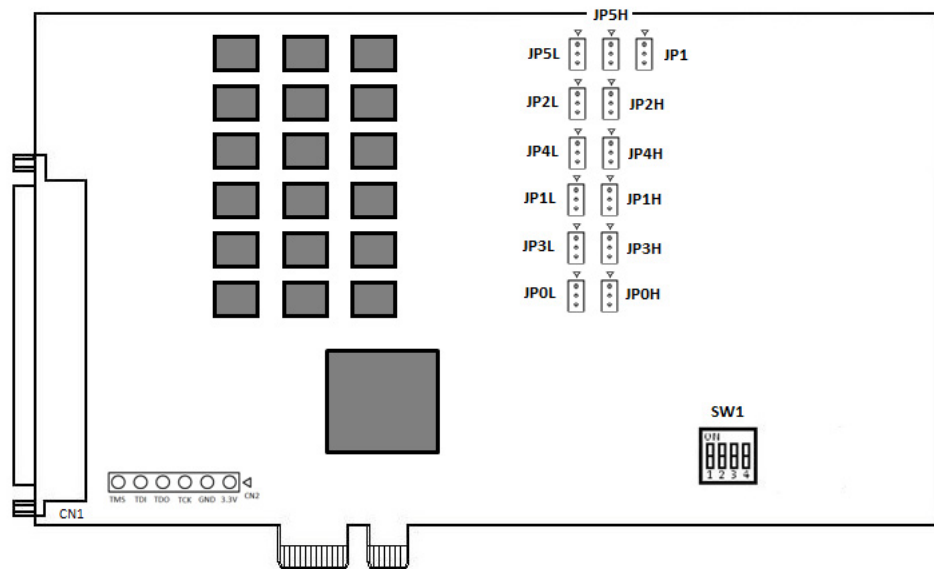 JP5H
JP5L JP1
JP2L JP2H
JP4L JP4H
JP1L JP1H
JP3L JP3H
JP0L JP0H
SW1
ON
1 2 3 4
TMS TDI TDO TCK GND 3.3V CN2
CN1